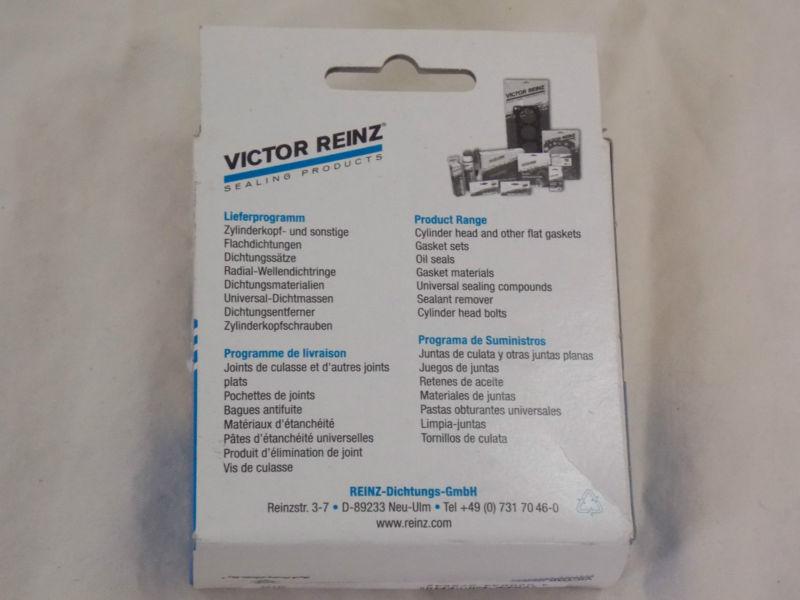 VICTOR REINZ
VICTOR REINZ®
SEALING PRODUCTS
Lieferprogramm
Zylinderkopf- und sonstige
Flachdichtungen
Dichtungssätze
Radial-Wellendichtringe
Dichtungsmaterialien
Universal-Dichtmassen
Dichtungsentferner
Zylinderkopfschrauben
Product Range
Cylinder head and other flat gaskets
Gasket sets
Oil seals
Gasket materials
Universal sealing compounds
Sealant remover
Cylinder head bolts
Programme de livraison
Joints de culasse et d'autres joints
plats
Pochettes de joints
Bagues antifuite
Matériaux d'étanchéité
Pâtes d'étanchéité universelles
Produit d'élimination de joint
Vis de culasse
Programa de Suministros
Juntas de culata y otras juntas planas
Juegos de juntas
Retenes de aceite
Materiales de juntas
Pastas obturantes universales
Limpia-juntas
Tornillos de culata
REINZ-Dichtungs-GmbH
Reinzstr. 3-7 • D-89233 Neu-Ulm • Tel +49 (0) 731 70 46-0
www.reinz.com